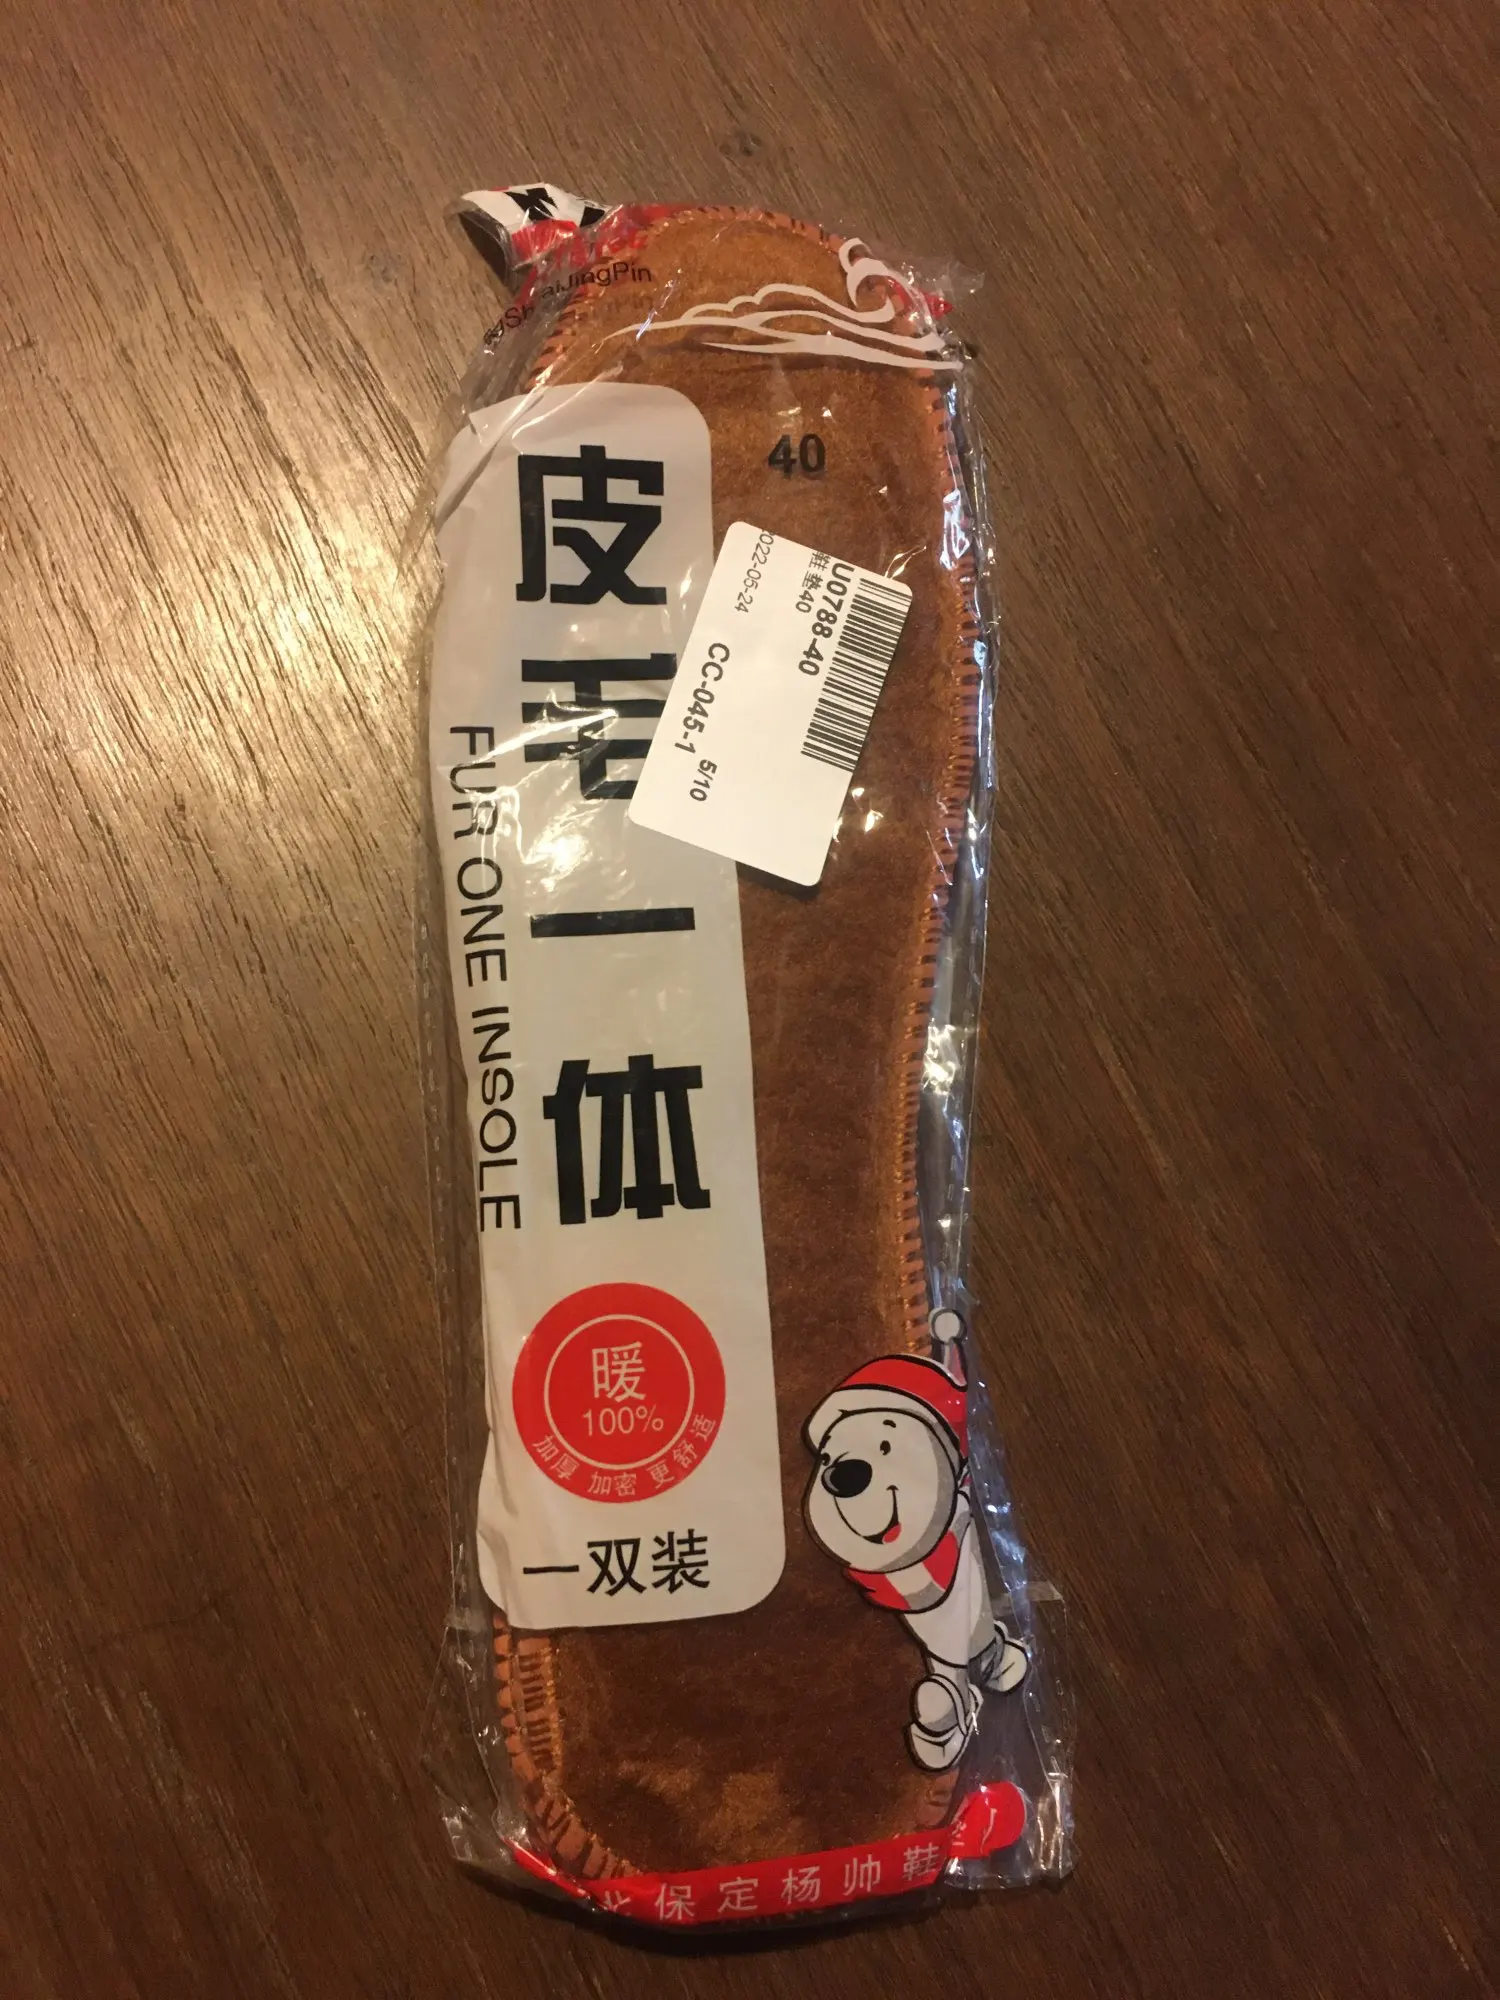 aiJingPin
40
皮毛一体
FUR ONE INSOLE
2022-05-24
鞋垫40
U0788-40
CC-045-1 5/10
暖
100%
加厚 加密 更舒适
一双装
北保定杨帅鞋